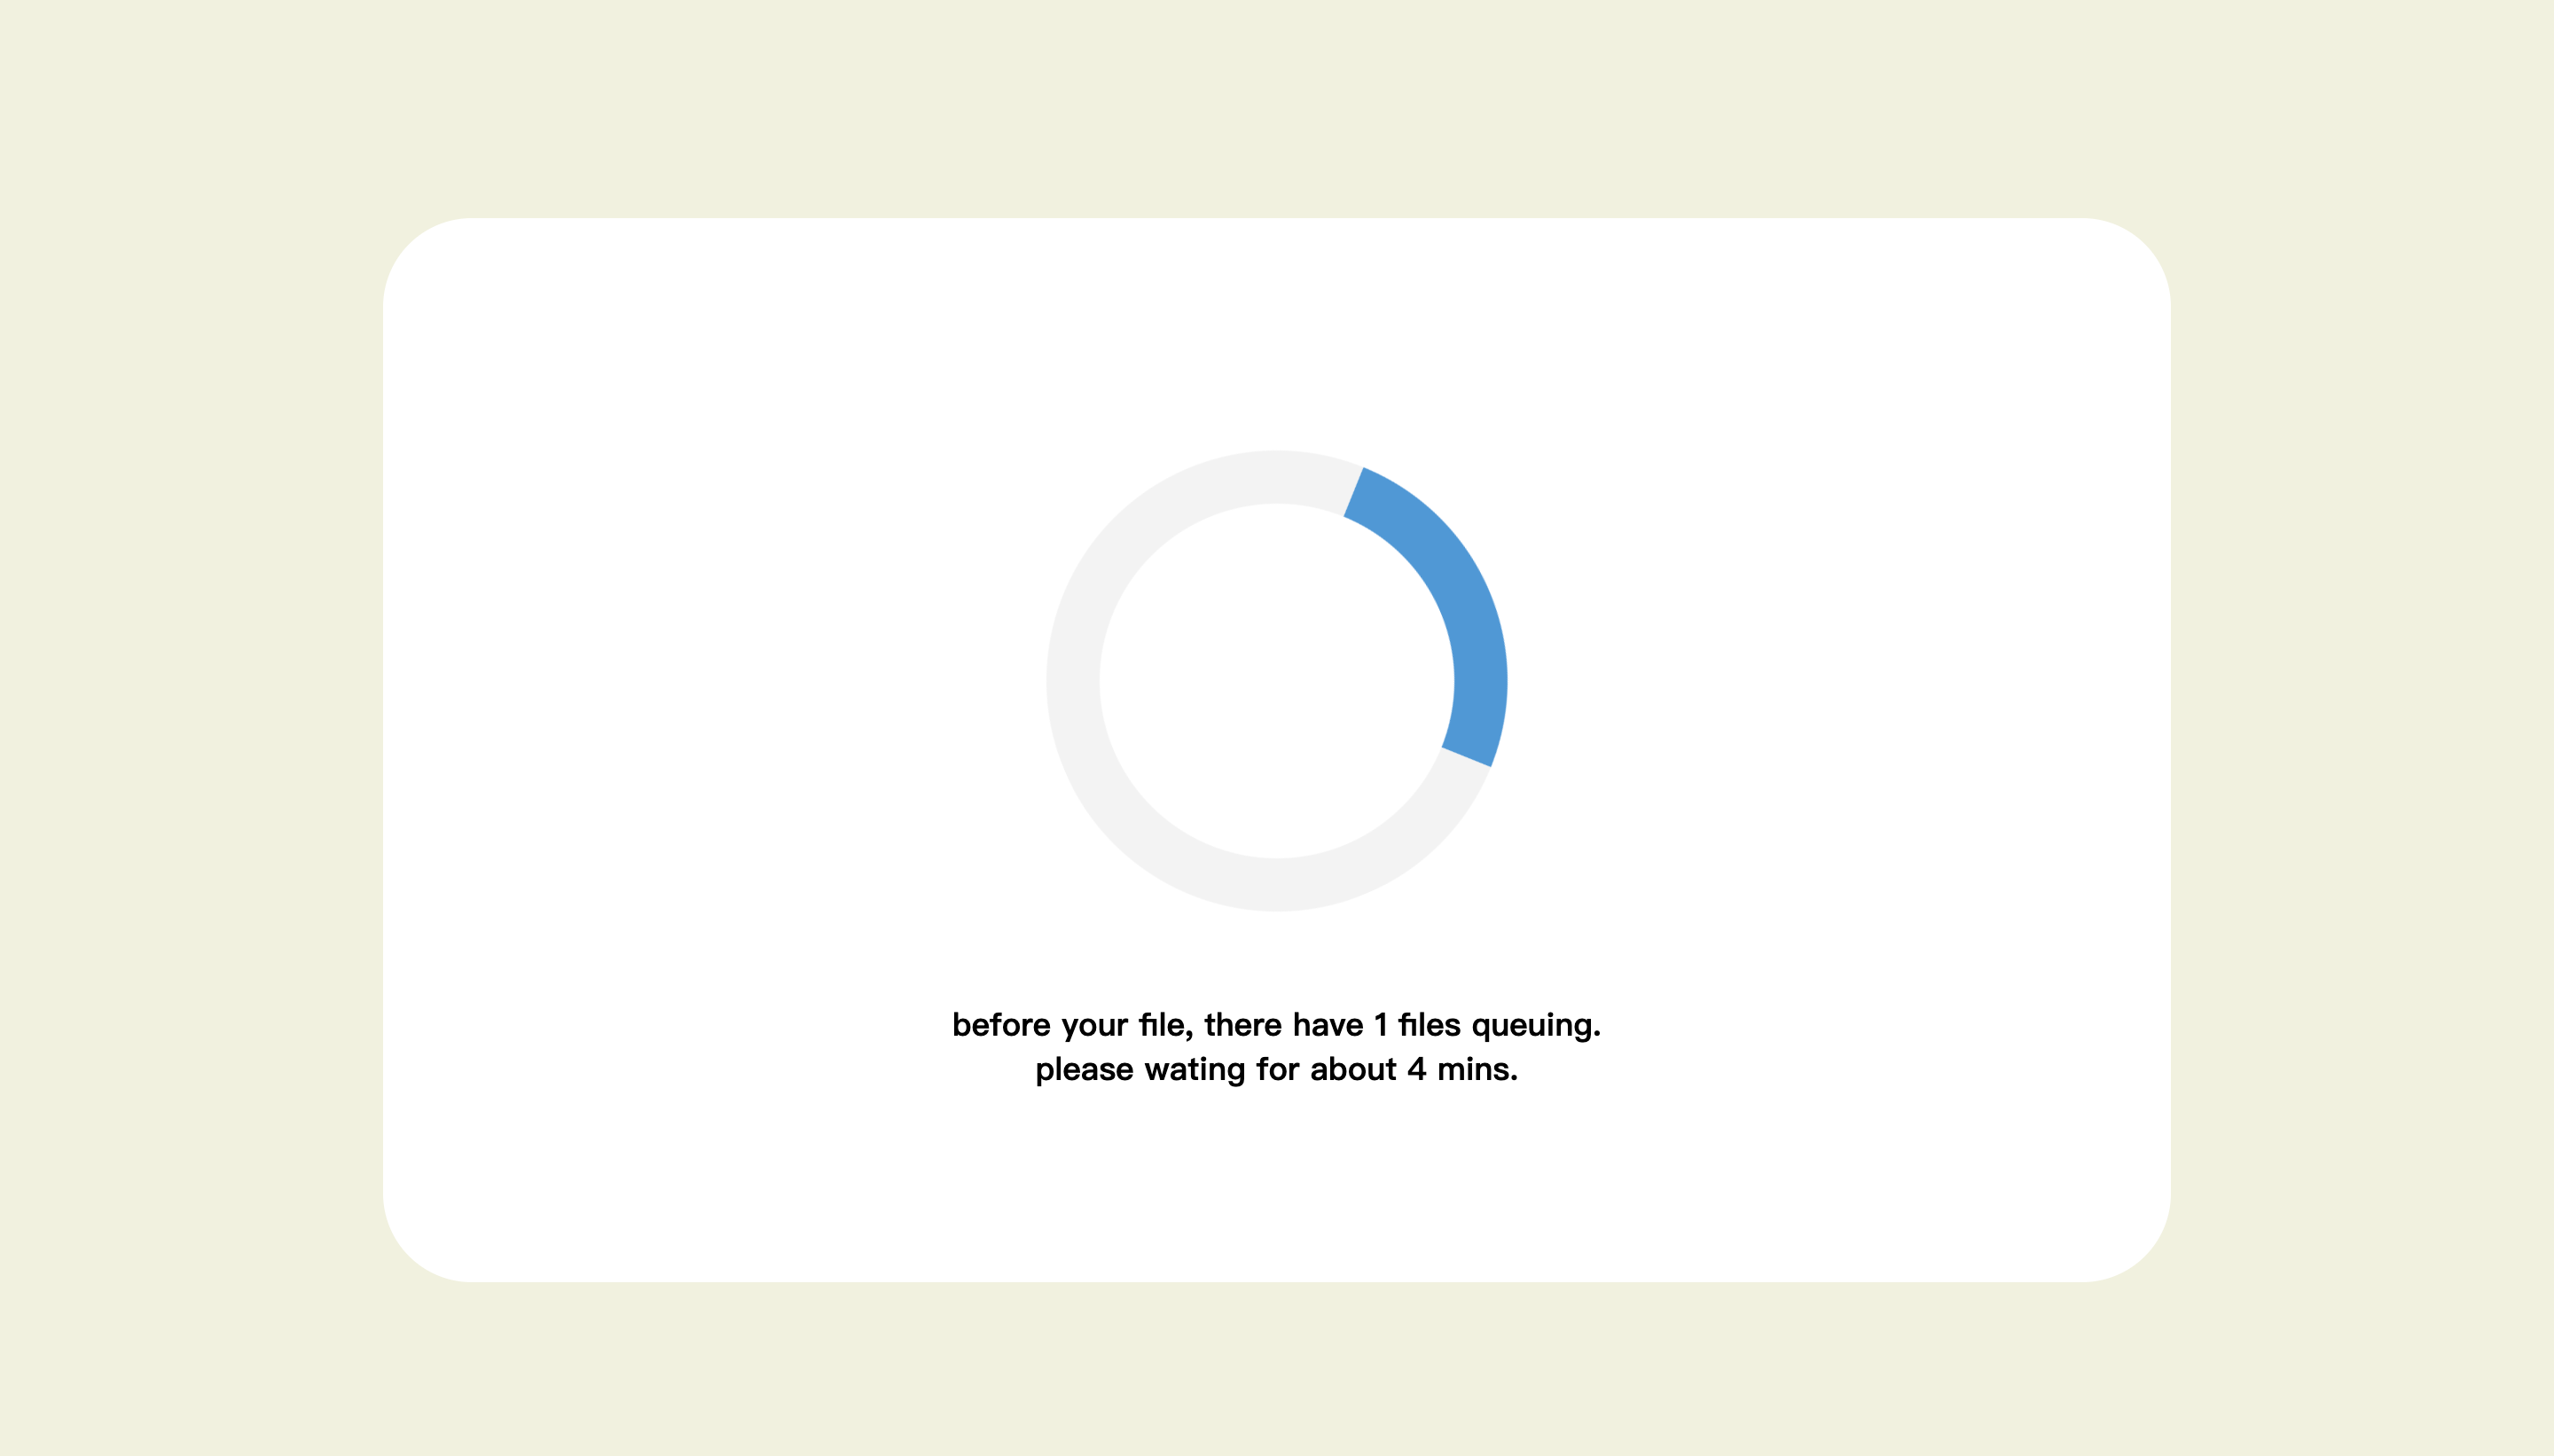 before your file, there have 1 files queuing.
please wating for about 4 mins.